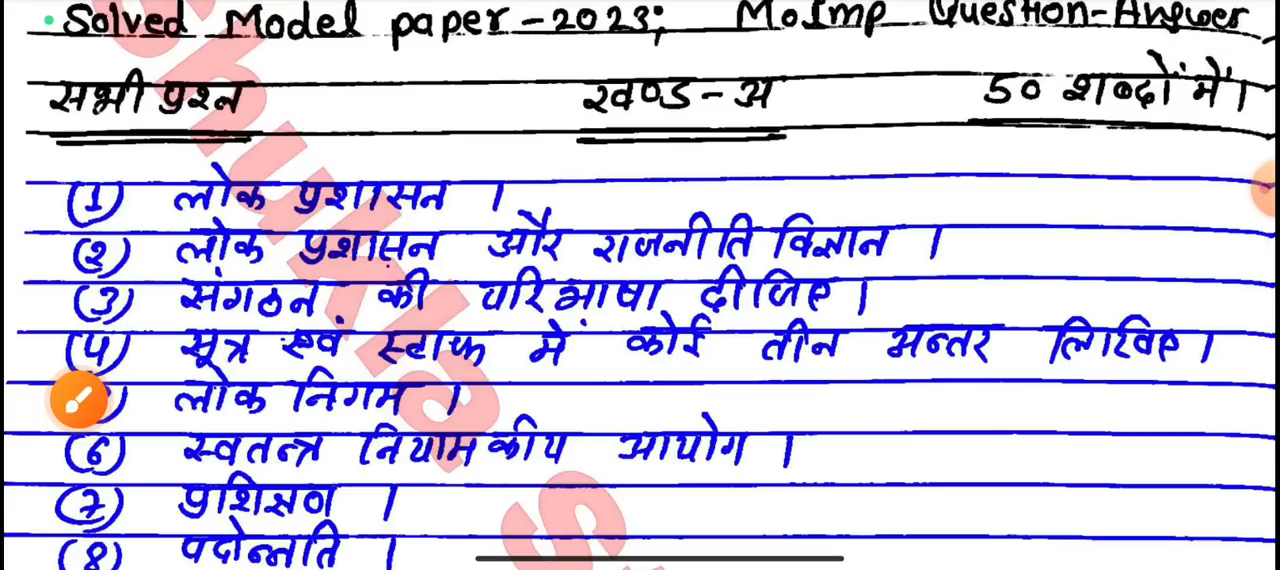 Solved Model paper-2023; MoImp Question-Answer
सभी प्रश्न खण्ड-अ 50 शब्दों में।
(1) लोक प्रशासन ।
(2) लोक प्रशासन और राजनीति विज्ञान ।
(3) संगठन की परिभाषा दीजिए।
(4) सूत्र एवं स्टाफ में कोई तीन अन्तर लिखिए।
लोक निगम ।
(6) स्वतन्त्र नियामकीय आयोग ।
(7) प्रशिक्षण ।
(8) पदोन्नति ।